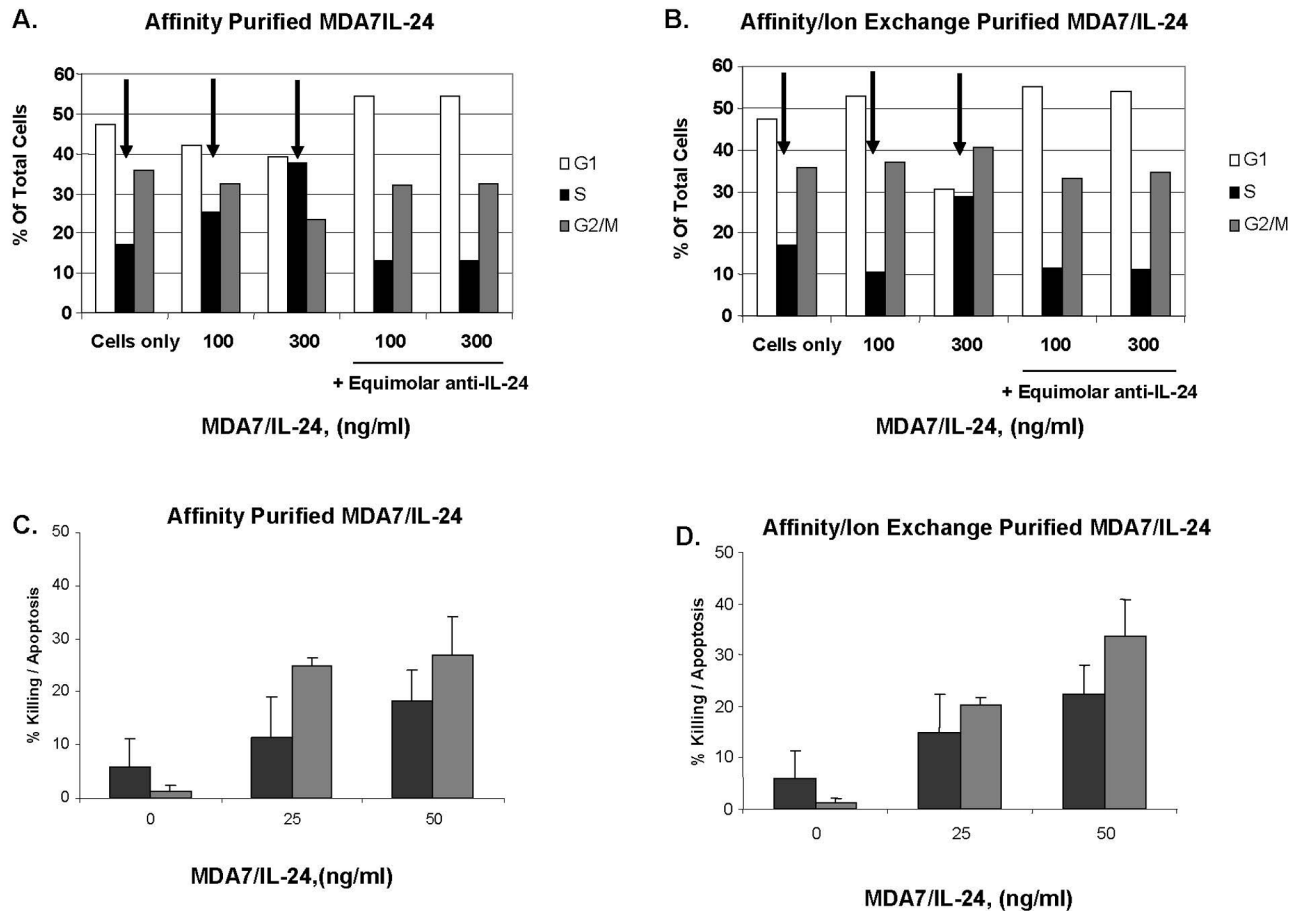 A.
Affinity Purified MDA7IL-24
% Of Total Cells
60
50
40
30
20
10
0
Cells only 100 300 100 300
+ Equimolar anti-IL-24
MDA7/IL-24, (ng/ml)
G1
S
G2/M
B.
Affinity/Ion Exchange Purified MDA7/IL-24
% Of Total Cells
60
50
40
30
20
10
0
Cells only 100 300 100 300
+ Equimolar anti-IL-24
MDA7/IL-24, (ng/ml)
G1
S
G2/M
C.
Affinity Purified MDA7/IL-24
% Killing / Apoptosis
50
40
30
20
10
0
0 25 50
MDA7/IL-24,(ng/ml)
D.
Affinity/Ion Exchange Purified MDA7/IL-24
% Killing / Apoptosis
50
40
30
20
10
0
0 25 50
MDA7/IL-24, (ng/ml)